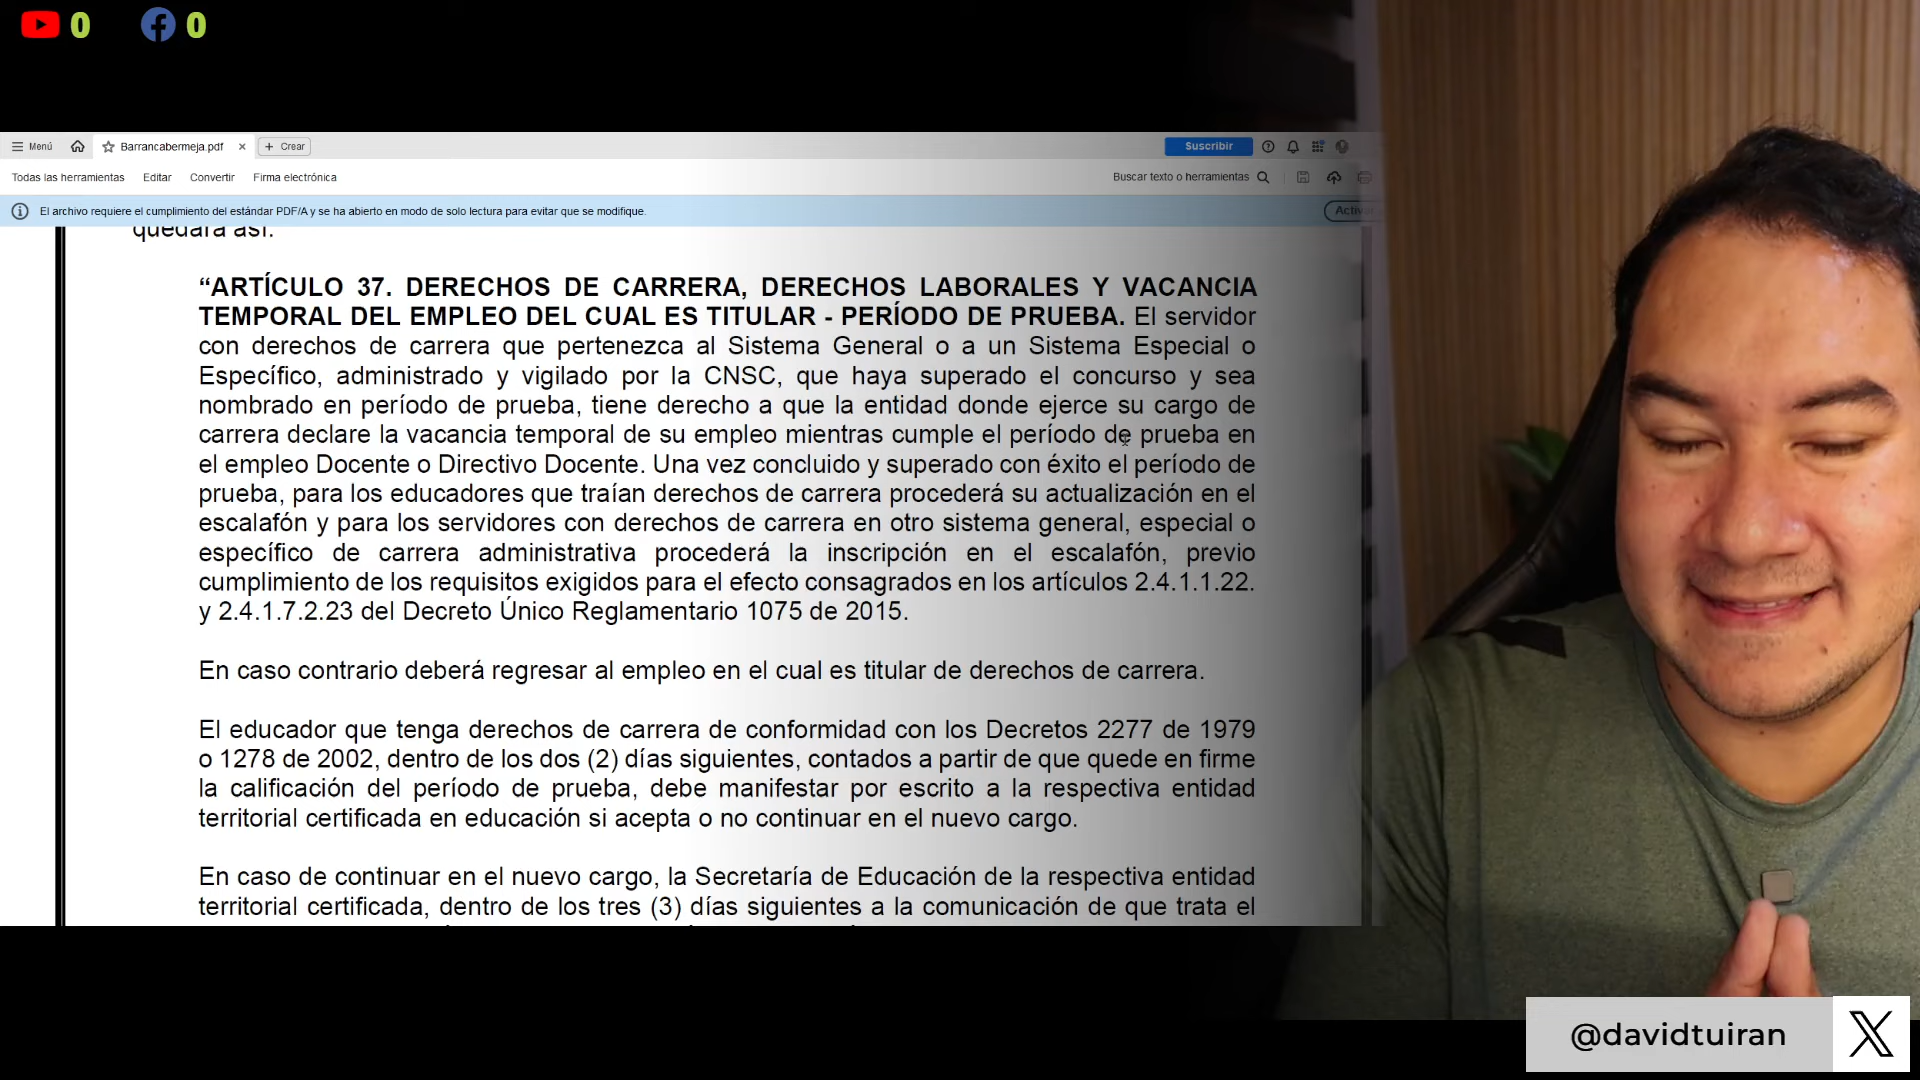 0 0
Menú Barrancabermeja.pdf Crear Suscribir
Todas las herramientas Editar Convertir Firma electrónica Buscar texto o herramientas
El archivo requiere el cumplimiento del estándar PDF/A y se ha abierto en modo de solo lectura para evitar que se modifique.
quedará así:
“ARTÍCULO 37. DERECHOS DE CARRERA, DERECHOS LABORALES Y VACANCIA
TEMPORAL DEL EMPLEO DEL CUAL ES TITULAR - PERÍODO DE PRUEBA. El servidor
con derechos de carrera que pertenezca al Sistema General o a un Sistema Especial o
Específico, administrado y vigilado por la CNSC, que haya superado el concurso y sea
nombrado en período de prueba, tiene derecho a que la entidad donde ejerce su cargo de
carrera declare la vacancia temporal de su empleo mientras cumple el período de prueba en
el empleo Docente o Directivo Docente. Una vez concluido y superado con éxito el período de
prueba, para los educadores que traían derechos de carrera procederá su actualización en el
escalafón y para los servidores con derechos de carrera en otro sistema general, especial o
específico de carrera administrativa procederá la inscripción en el escalafón, previo
cumplimiento de los requisitos exigidos para el efecto consagrados en los artículos 2.4.1.1.22.
y 2.4.1.7.2.23 del Decreto Único Reglamentario 1075 de 2015.
En caso contrario deberá regresar al empleo en el cual es titular de derechos de carrera.
El educador que tenga derechos de carrera de conformidad con los Decretos 2277 de 1979
o 1278 de 2002, dentro de los dos (2) días siguientes, contados a partir de que quede en firme
la calificación del período de prueba, debe manifestar por escrito a la respectiva entidad
territorial certificada en educación si acepta o no continuar en el nuevo cargo.
En caso de continuar en el nuevo cargo, la Secretaría de Educación de la respectiva entidad
territorial certificada, dentro de los tres (3) días siguientes a la comunicación de que trata el
@davidtuiran X